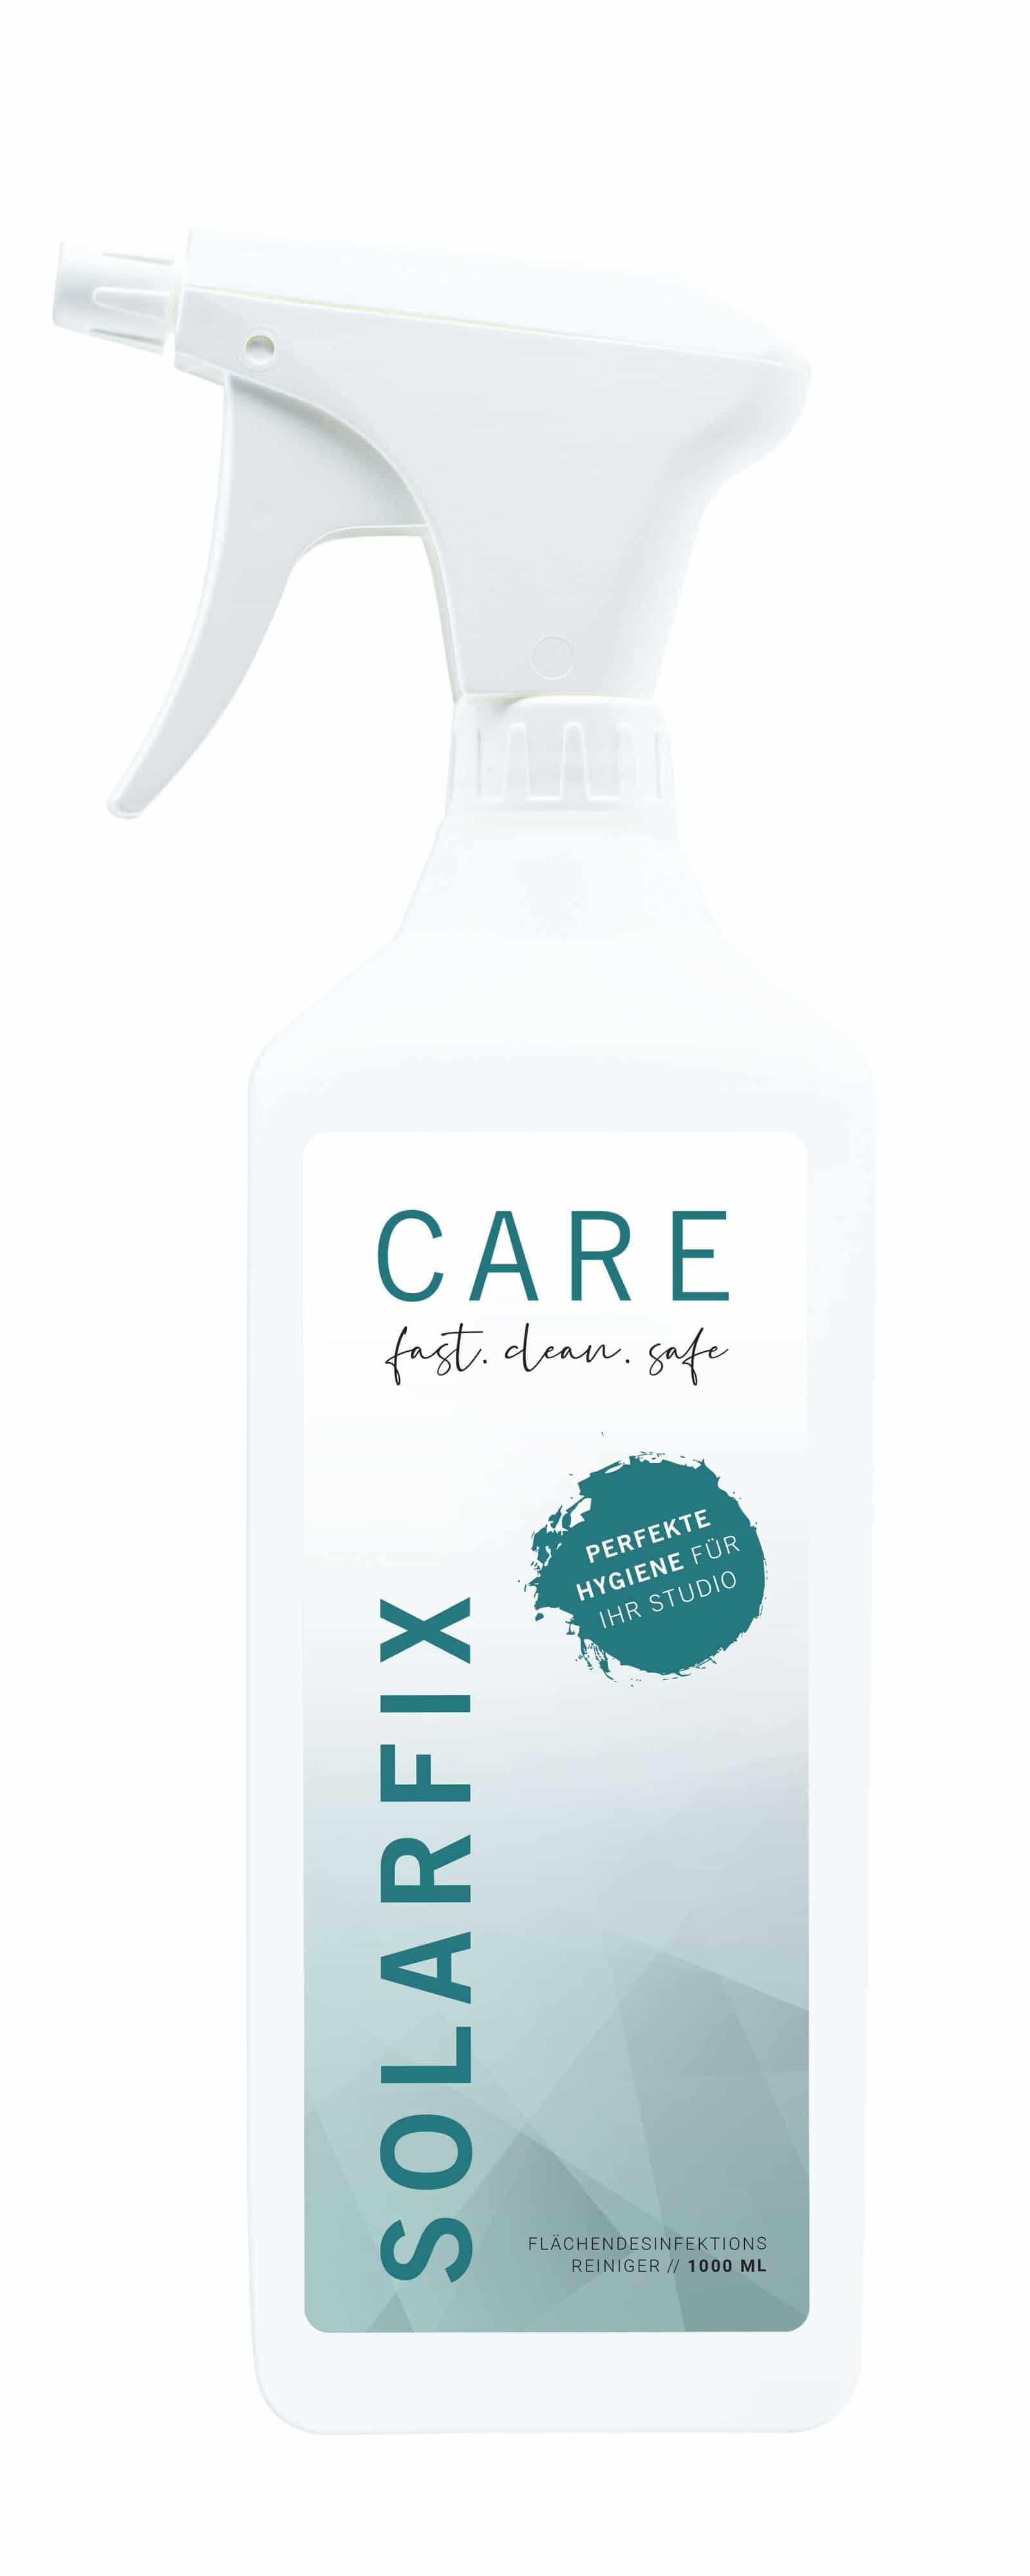 CARE
fast. clean. safe
PERFEKTE
HYGIENE FÜR
IHR STUDIO
SOLARFIX
FLÄCHENDESINFEKTIONS
REINIGER // 1000 ML